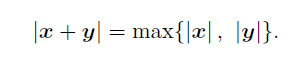 |x + y| = max{|x| , |y|}.